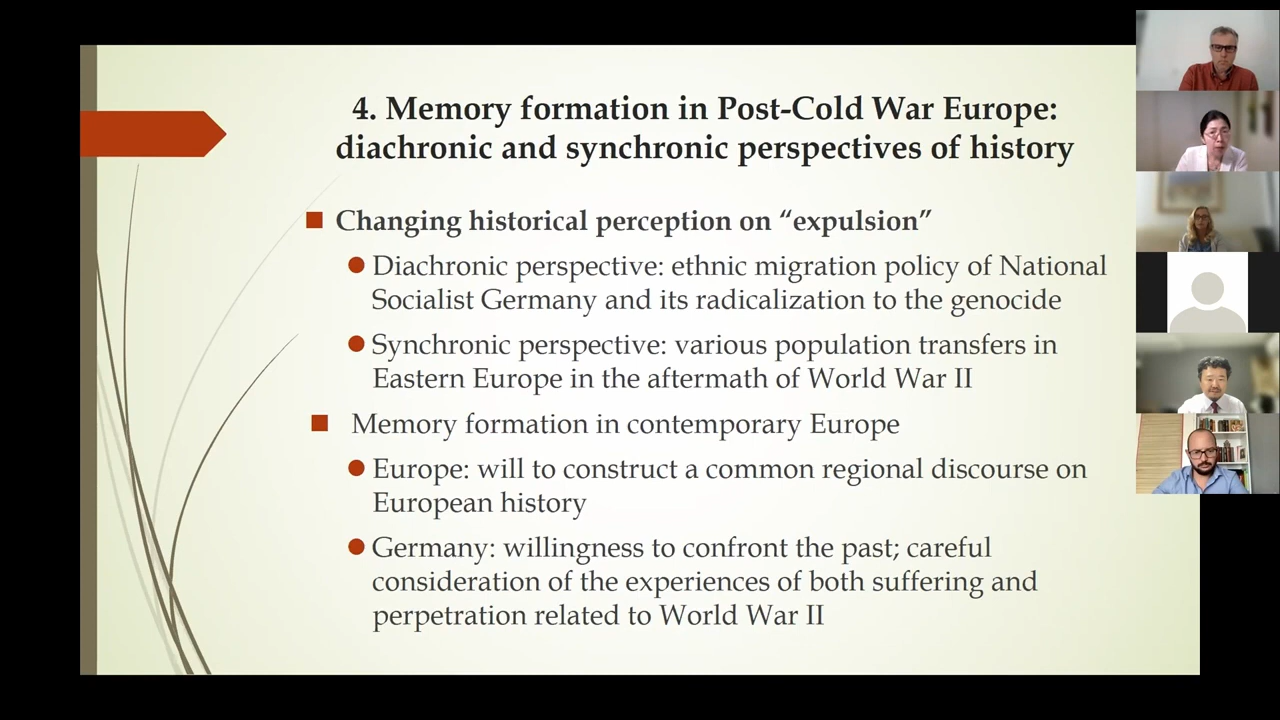 4. Memory formation in Post-Cold War Europe:
diachronic and synchronic perspectives of history
Changing historical perception on “expulsion”
Diachronic perspective: ethnic migration policy of National
Socialist Germany and its radicalization to the genocide
Synchronic perspective: various population transfers in
Eastern Europe in the aftermath of World War II
Memory formation in contemporary Europe
Europe: will to construct a common regional discourse on
European history
Germany: willingness to confront the past; careful
consideration of the experiences of both suffering and
perpetration related to World War II